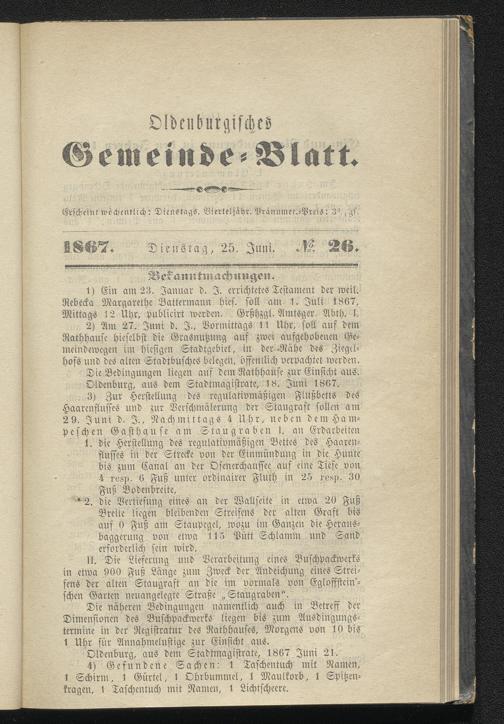 Oldenburgisches
Gemeinde-Blatt.
Erscheint wöchentlich: Dienstags. Vierteljähr. Pränumer.-Preis: 3¾ gſ.
1867. Dienstag, 25. Juni. № 26.
Bekanntmachungen.
1) Ein am 23. Januar d. J. errichtetes Testament der weil.
Rebecka Margarethe Battermann hies. soll am 1. Juli 1867,
Mittags 12 Uhr, publicirt werden. Grßhzgl. Amtsger. Abth. I.
2) Am 27. Juni d. J., Vormittags 11 Uhr, soll auf dem
Rathhause hieselbst die Grasnutzung auf zwei aufgehobenen Ge-
meindewegen im hiesigen Stadtgebiet, in der Nähe des Ziegel-
hofs und des alten Stadtbusches belegen, öffentlich verpachtet werden.
Die Bedingungen liegen auf dem Rathhause zur Einsicht aus.
Oldenburg, aus dem Stadtmagistrate, 18. Juni 1867.
3) Zur Herstellung des regulativmäßigen Flußbetts des
Haarenflusses und zur Verschmälerung der Staugraft sollen am
29. Juni d. J., Nachmittags 4 Uhr, neben dem Ham-
peschen Gasthause am Staugraben I. an Erdarbeiten
1. die Herstellung des regulativmäßigen Bettes des Haaren-
flusses in der Strecke von der Einmündung in die Hunte
bis zum Canal an der Ofenerchaussee auf eine Tiefe von
4 resp. 6 Fuß unter ordinairer Fluth in 25 resp. 30
Fuß Bodenbreite,
2. die Vertiefung eines an der Wallseite in etwa 20 Fuß
Breite liegen bleibenden Streifens der alten Graft bis
auf 0 Fuß am Staupegel, wozu im Ganzen die Heraus-
baggerung von etwa 115 Pütt Schlamm und Sand
erforderlich sein wird.
II. Die Lieferung und Verarbeitung eines Buschpackwerks
in etwa 900 Fuß Länge zum Zweck der Andeichung eines Strei-
fens der alten Staugraft an die im vormals von Egloffstein'-
schen Garten neuangelegte Straße „Staugraben".
Die näheren Bedingungen namentlich auch in Betreff der
Dimensionen des Buschpackwerks liegen bis zum Ausdingungs-
termine in der Registratur des Rathhauses, Morgens von 10 bis
1 Uhr für Annahmelustige zur Einsicht aus.
Oldenburg, aus dem Stadtmagistrate, 1867 Juni 21.
4) Gefundene Sachen: 1 Taschentuch mit Namen,
1 Schirm, 1 Gürtel, 1 Ohrbummel, 1 Maulkorb, 1 Spitzen-
kragen, 1 Taschentuch mit Namen, 1 Lichtscheere.